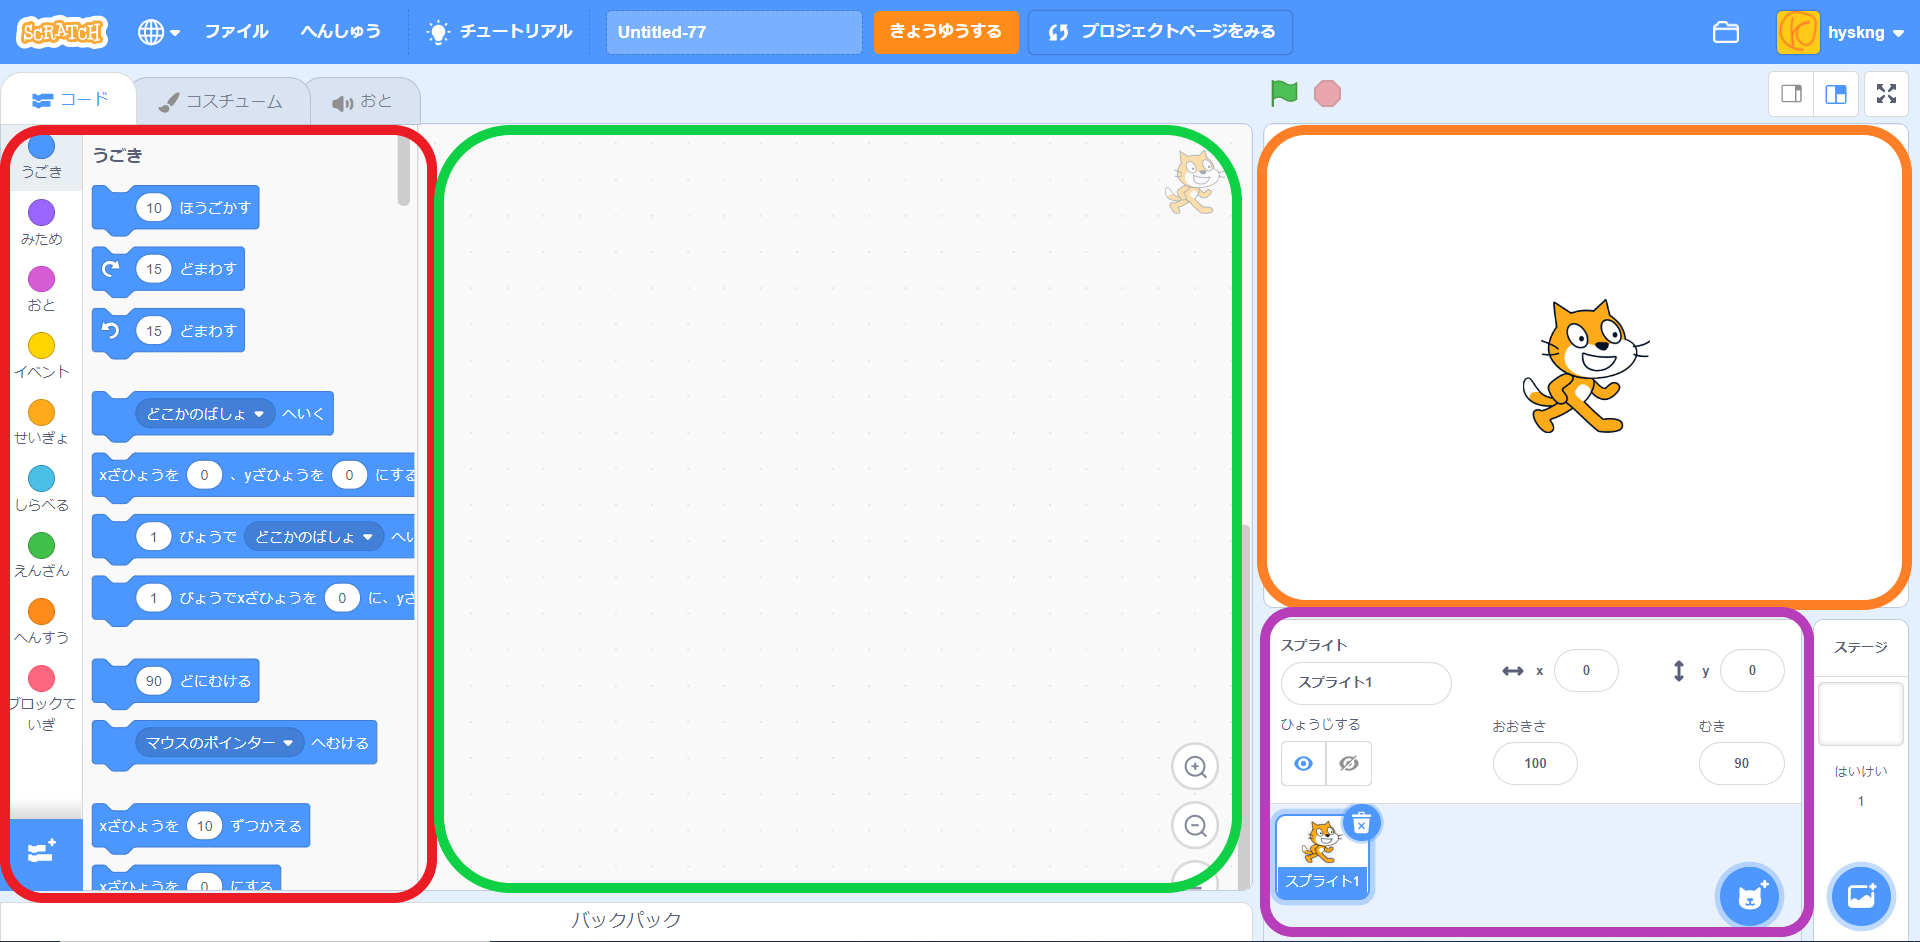 SCRATCH
ファイル
へんしゅう
チュートリアル
Untitled-77
きょうゆうする
プロジェクトページをみる
hyskng
コード
コスチューム
おと
うごき
みため
おと
イベント
せいぎょ
しらべる
えんざん
へんすう
ブロックて
いぎ
うごき
10 ほうごかす
15 どまわす
15 どまわす
どこかのばしょ へいく
xざひょうを 0 、yざひょうを 0 にする
1 びょうで どこかのばしょ へい
1 びょうでxざひょうを 0 に、yざ
90 どにむける
マウスのポインター へむける
xざひょうを 10 ずつかえる
xざひょうを 0 にする
バックパック
スプライト
スプライト1
x 0
y 0
ひょうじする
おおきさ
100
むき
90
スプライト1
ステージ
はいけい
1